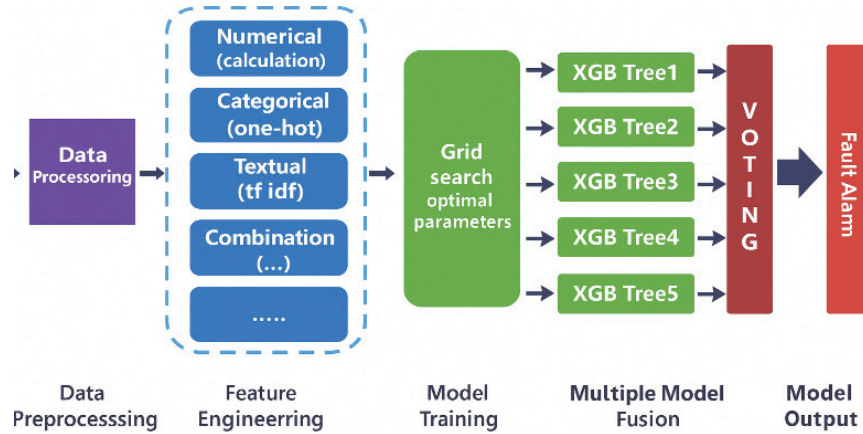 Data
Processoring
Numerical
(calculation)
Categorical
(one-hot)
Textual
(tf idf)
Combination
(...)
.....
Grid
search
optimal
parameters
XGB Tree1
XGB Tree2
XGB Tree3
XGB Tree4
XGB Tree5
VOTING
Fault Alarm
Data
Preprocesssing
Feature
Engineerring
Model
Training
Multiple Model
Fusion
Model
Output